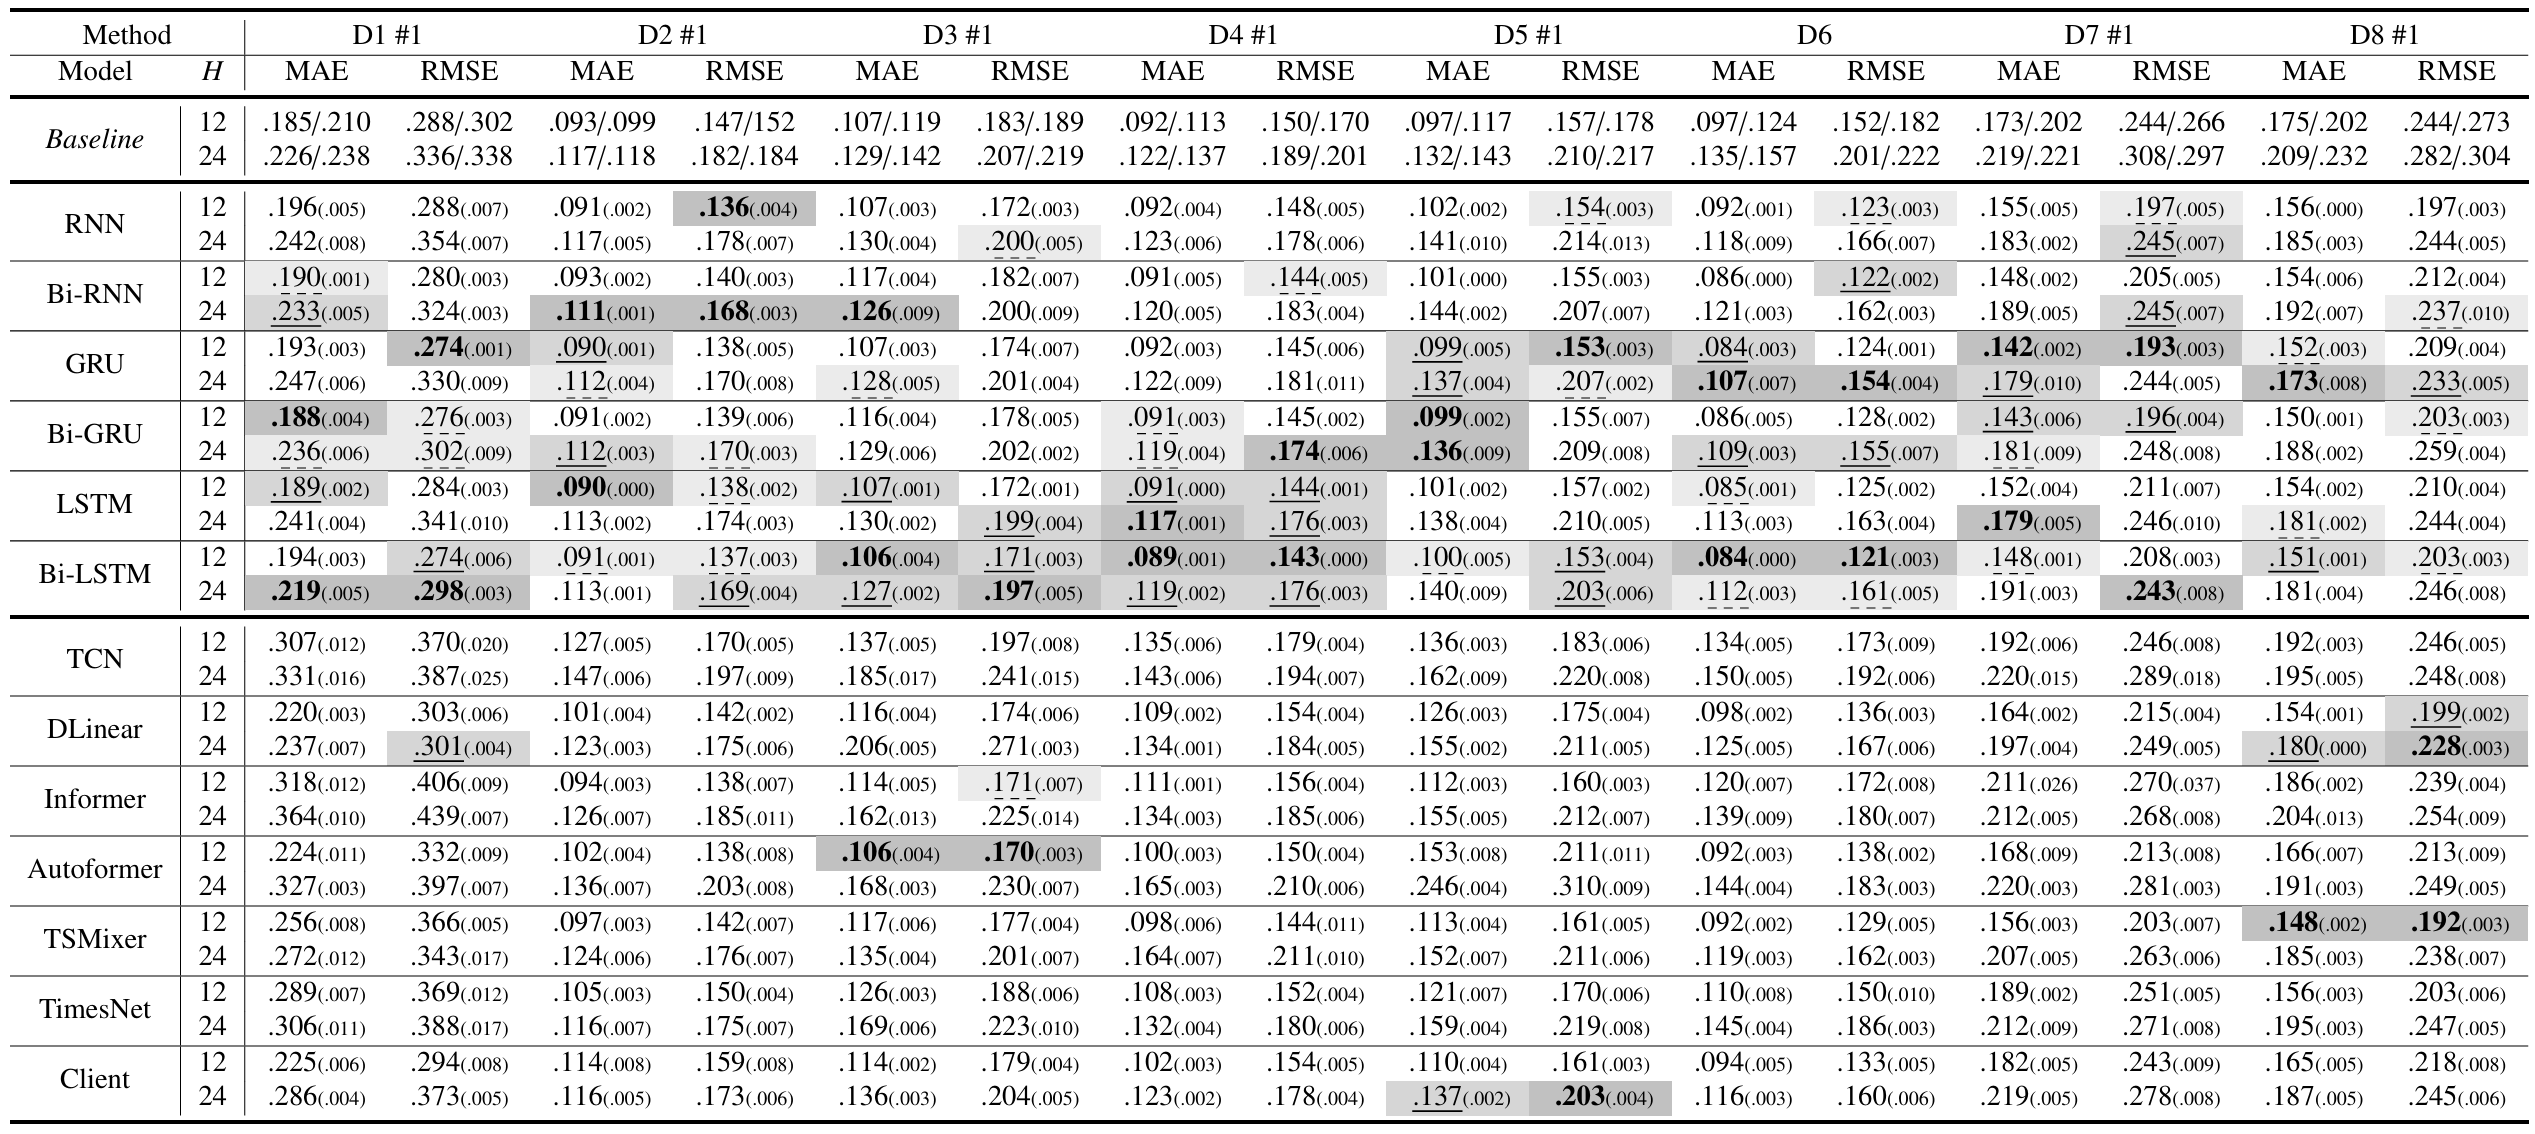 Method D1 #1 D2 #1 D3 #1 D4 #1 D5 #1 D6 D7 #1 D8 #1
Model H MAE RMSE MAE RMSE MAE RMSE MAE RMSE MAE RMSE MAE RMSE MAE RMSE MAE RMSE
Baseline 12 .185/.210 .288/.302 .093/.099 .147/152 .107/.119 .183/.189 .092/.113 .150/.170 .097/.117 .157/.178 .097/.124 .152/.182 .173/.202 .244/.266 .175/.202 .244/.273
24 .226/.238 .336/.338 .117/.118 .182/.184 .129/.142 .207/.219 .122/.137 .189/.201 .132/.143 .210/.217 .135/.157 .201/.222 .219/.221 .308/.297 .209/.232 .282/.304
RNN 12 .196(.005) .288(.007) .091(.002) .136(.004) .107(.003) .172(.003) .092(.004) .148(.005) .102(.002) .154(.003) .092(.001) .123(.003) .155(.005) .197(.005) .156(.000) .197(.003)
24 .242(.008) .354(.007) .117(.005) .178(.007) .130(.004) .200(.005) .123(.006) .178(.006) .141(.010) .214(.013) .118(.009) .166(.007) .183(.002) .245(.007) .185(.003) .244(.005)
Bi-RNN 12 .190(.001) .280(.003) .093(.002) .140(.003) .117(.004) .182(.007) .091(.005) .144(.005) .101(.000) .155(.003) .086(.000) .122(.002) .148(.002) .205(.005) .154(.006) .212(.004)
24 .233(.005) .324(.003) .111(.001) .168(.003) .126(.009) .200(.009) .120(.005) .183(.004) .144(.002) .207(.007) .121(.003) .162(.003) .189(.005) .245(.007) .192(.007) .237(.010)
GRU 12 .193(.003) .274(.001) .090(.001) .138(.005) .107(.003) .174(.007) .092(.003) .145(.006) .099(.005) .153(.003) .084(.003) .124(.001) .142(.002) .193(.003) .152(.003) .209(.004)
24 .247(.006) .330(.009) .112(.004) .170(.008) .128(.005) .201(.004) .122(.009) .181(.011) .137(.004) .207(.002) .107(.007) .154(.004) .179(.010) .244(.005) .173(.008) .233(.005)
Bi-GRU 12 .188(.004) .276(.003) .091(.002) .139(.006) .116(.004) .178(.005) .091(.003) .145(.002) .099(.002) .155(.007) .086(.005) .128(.002) .143(.006) .196(.004) .150(.001) .203(.003)
24 .236(.006) .302(.009) .112(.003) .170(.003) .129(.006) .202(.002) .119(.004) .174(.006) .136(.009) .209(.008) .109(.003) .155(.007) .181(.009) .248(.008) .188(.002) .259(.004)
LSTM 12 .189(.002) .284(.003) .090(.000) .138(.002) .107(.001) .172(.001) .091(.000) .144(.001) .101(.002) .157(.002) .085(.001) .125(.002) .152(.004) .211(.007) .154(.002) .210(.004)
24 .241(.004) .341(.010) .113(.002) .174(.003) .130(.002) .199(.004) .117(.001) .176(.003) .138(.004) .210(.005) .113(.003) .163(.004) .179(.005) .246(.010) .181(.002) .244(.004)
Bi-LSTM 12 .194(.003) .274(.006) .091(.001) .137(.003) .106(.004) .171(.003) .089(.001) .143(.000) .100(.005) .153(.004) .084(.000) .121(.003) .148(.001) .208(.003) .151(.001) .203(.003)
24 .219(.005) .298(.003) .113(.001) .169(.004) .127(.002) .197(.005) .119(.002) .176(.003) .140(.009) .203(.006) .112(.003) .161(.005) .191(.003) .243(.008) .181(.004) .246(.008)
TCN 12 .307(.012) .370(.020) .127(.005) .170(.005) .137(.005) .197(.008) .135(.006) .179(.004) .136(.003) .183(.006) .134(.005) .173(.009) .192(.006) .246(.008) .192(.003) .246(.005)
24 .331(.016) .387(.025) .147(.006) .197(.009) .185(.017) .241(.015) .143(.006) .194(.007) .162(.009) .220(.008) .150(.005) .192(.006) .220(.015) .289(.018) .195(.005) .248(.008)
DLinear 12 .220(.003) .303(.006) .101(.004) .142(.002) .116(.004) .174(.006) .109(.002) .154(.004) .126(.003) .175(.004) .098(.002) .136(.003) .164(.002) .215(.004) .154(.001) .199(.002)
24 .237(.007) .301(.004) .123(.003) .175(.006) .206(.005) .271(.003) .134(.001) .184(.005) .155(.002) .211(.005) .125(.005) .167(.006) .197(.004) .249(.005) .180(.000) .228(.003)
Informer 12 .318(.012) .406(.009) .094(.003) .138(.007) .114(.005) .171(.007) .111(.001) .156(.004) .112(.003) .160(.003) .120(.007) .172(.008) .211(.026) .270(.037) .186(.002) .239(.004)
24 .364(.010) .439(.007) .126(.007) .185(.011) .162(.013) .225(.014) .134(.003) .185(.006) .155(.005) .212(.007) .139(.009) .180(.007) .212(.005) .268(.008) .204(.013) .254(.009)
Autoformer 12 .224(.011) .332(.009) .102(.004) .138(.008) .106(.004) .170(.003) .100(.003) .150(.004) .153(.008) .211(.011) .092(.003) .138(.002) .168(.009) .213(.008) .166(.007) .213(.009)
24 .327(.003) .397(.007) .136(.007) .203(.008) .168(.003) .230(.007) .165(.003) .210(.006) .246(.004) .310(.009) .144(.004) .183(.003) .220(.003) .281(.003) .191(.003) .249(.005)
TSMixer 12 .256(.008) .366(.005) .097(.003) .142(.007) .117(.006) .177(.004) .098(.006) .144(.011) .113(.004) .161(.005) .092(.002) .129(.005) .156(.003) .203(.007) .148(.002) .192(.003)
24 .272(.012) .343(.017) .124(.006) .176(.007) .135(.004) .201(.007) .164(.007) .211(.010) .152(.007) .211(.006) .119(.003) .162(.003) .207(.005) .263(.006) .185(.003) .238(.007)
TimesNet 12 .289(.007) .369(.012) .105(.003) .150(.004) .126(.003) .188(.006) .108(.003) .152(.004) .121(.007) .170(.006) .110(.008) .150(.010) .189(.002) .251(.005) .156(.003) .203(.006)
24 .306(.011) .388(.017) .116(.007) .175(.007) .169(.006) .223(.010) .132(.004) .180(.006) .159(.004) .219(.008) .145(.004) .186(.003) .212(.009) .271(.008) .195(.003) .247(.005)
Client 12 .225(.006) .294(.008) .114(.008) .159(.008) .114(.002) .179(.004) .102(.003) .154(.005) .110(.004) .161(.003) .094(.005) .133(.005) .182(.005) .243(.009) .165(.005) .218(.008)
24 .286(.004) .373(.005) .116(.005) .173(.006) .136(.003) .204(.005) .123(.002) .178(.004) .137(.002) .203(.004) .116(.003) .160(.006) .219(.005) .278(.008) .187(.005) .245(.006)